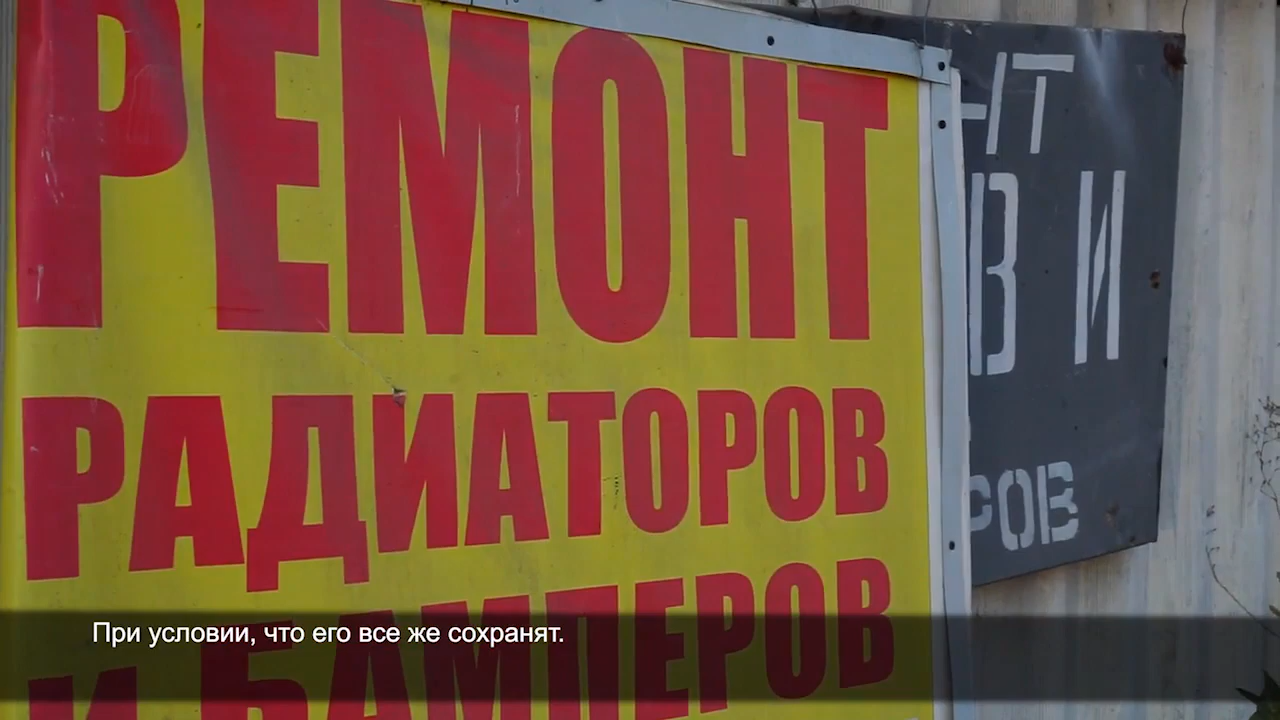 РЕМОНТ
РАДИАТОРОВ
И БАМПЕРОВ
При условии, что его все же сохранят.